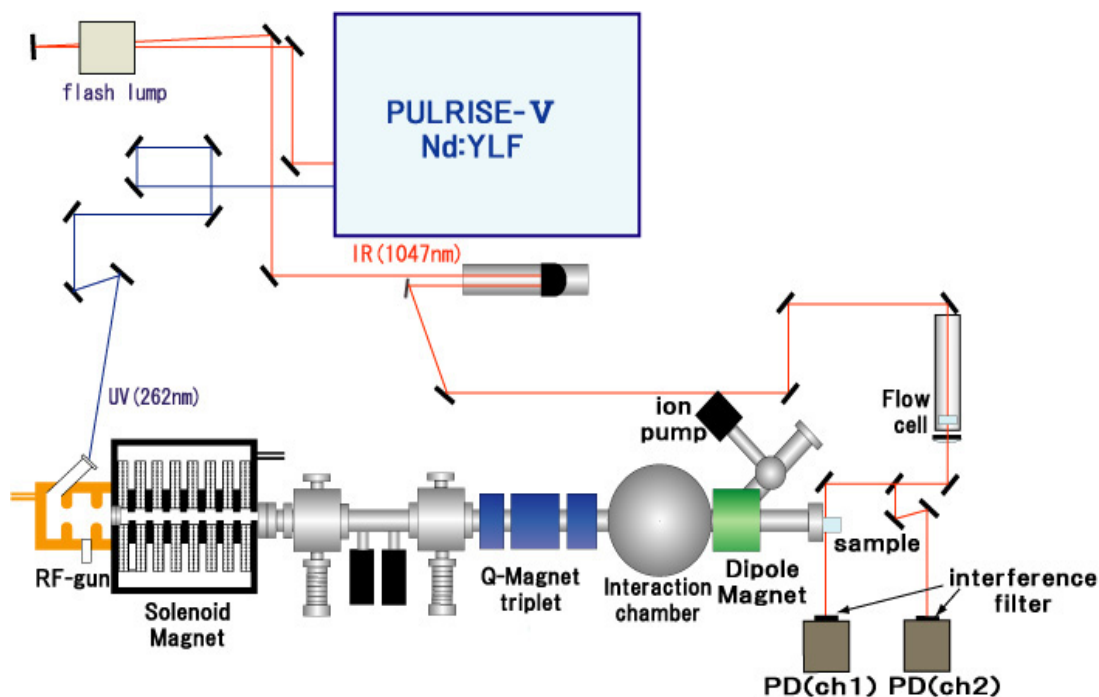 flash lump
PULRISE-V
Nd:YLF
IR(1047nm)
UV(262nm)
ion
pump
Flow
cell
RF-gun
Solenoid
Magnet
Q-Magnet
triplet
Interaction
chamber
Dipole
Magnet
sample
interference
filter
PD(ch1)
PD(ch2)